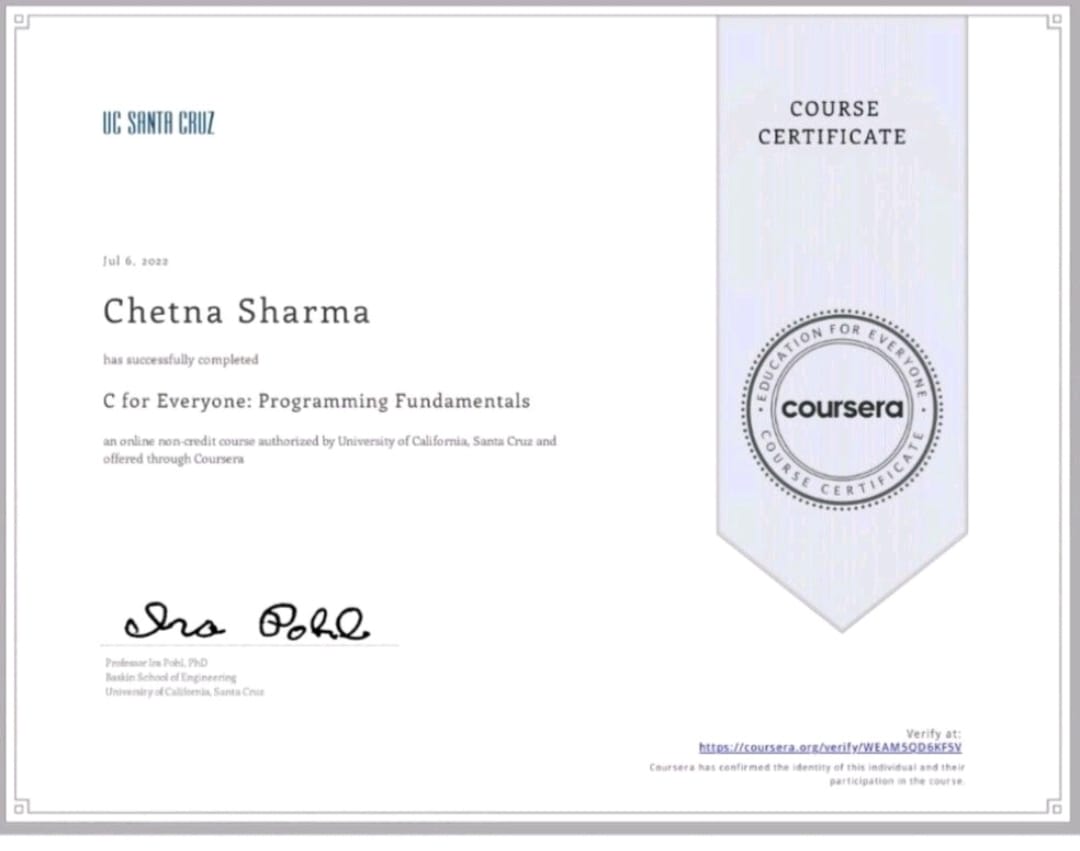 UC SANTA CRUZ
COURSE
CERTIFICATE
Jul 6, 2022
Chetna Sharma
has successfully completed
C for Everyone: Programming Fundamentals
an online non-credit course authorized by University of California, Santa Cruz and
offered through Coursera
EDUCATION FOR EVERYONE
coursera
COURSE CERTIFICATE
Ira Pohl
Professor Ira Pohl, PhD
Baskin School of Engineering
University of California, Santa Cruz
Verify at:
https://coursera.org/verify/WEAM5QD6KF5V
Coursera has confirmed the identity of this individual and their
participation in the course.